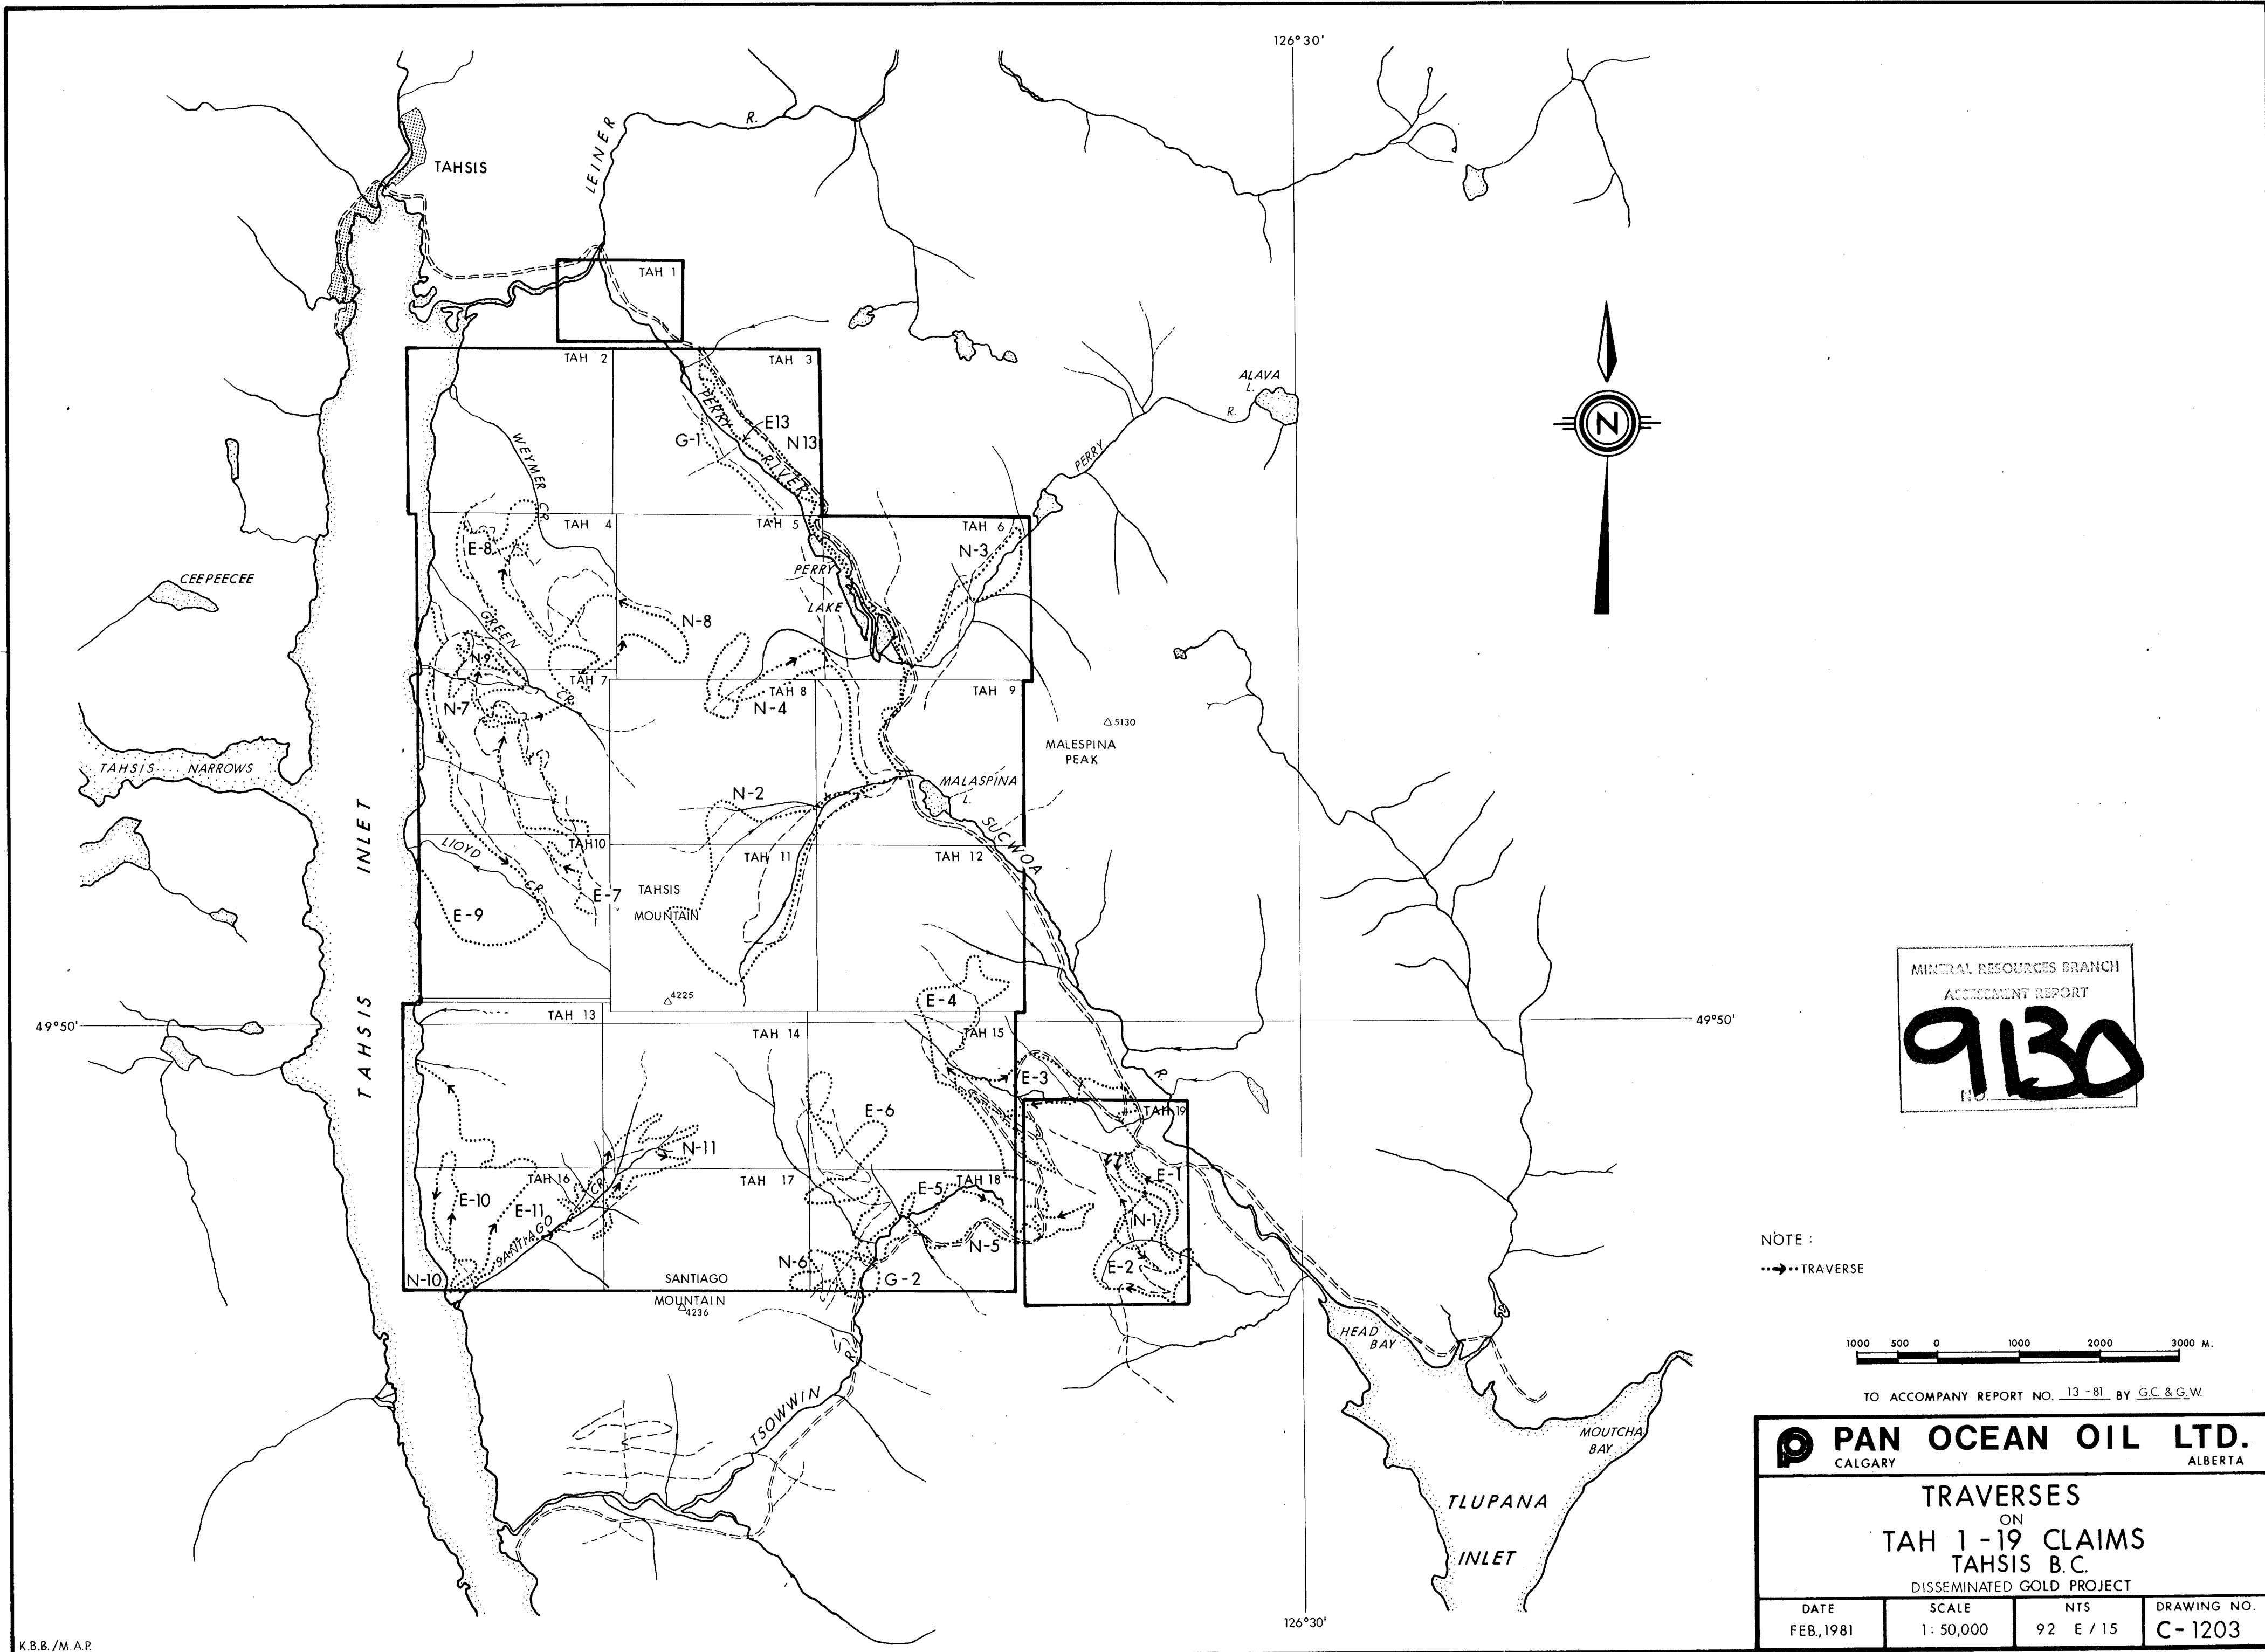 126°30'
TAHSIS
LEINER
R.
TAH 1
TAH 2
TAH 3
PERRY
RIVER
E13
N13
G-1
ALAVA
L.
R.
PERRY
N
WEYMER
CR.
TAH 4
TAH 5
TAH 6
E-8
N-3
PERRY
LAKE
CEEPEECEE
GREEN
CR.
N-8
N-9
TAH 7
TAH 8
TAH 9
N-7
N-4
5130
MALESPINA
PEAK
TAHSIS NARROWS
MALASPINA
L.
N-2
SUCWOA
R.
TAHSIS INLET
LIOYD
CR.
TAH10
TAH 11
TAH 12
E-7
TAHSIS
MOUNTAIN
E-9
4225
E-4
49°50'
49°50'
TAH 13
TAH 14
TAH 15
E-3
TAH 19
E-6
N-11
TAH 16
TAH 17
TAH 18
E-10
E-11
SANTIAGO
CR.
E-5
E-1
N-1
N-5
E-2
N-6
G-2
N-10
SANTIAGO
MOUNTAIN
4236
R.
TSOWWIN
HEAD
BAY
MOUTCHA
BAY
TLUPANA
INLET
126°30'
MINERAL RESOURCES BRANCH
ASSESSMENT REPORT
9130
NO.
NOTE :
TRAVERSE
1000 500 0 1000 2000 3000 M.
TO ACCOMPANY REPORT NO. 13-81 BY G.C. & G.W.
PAN OCEAN OIL LTD.
CALGARY ALBERTA
TRAVERSES
ON
TAH 1-19 CLAIMS
TAHSIS B.C.
DISSEMINATED GOLD PROJECT
DATE SCALE NTS DRAWING NO.
FEB.,1981 1:50,000 92 E/15 C-1203
K.B.B./M.A.P.